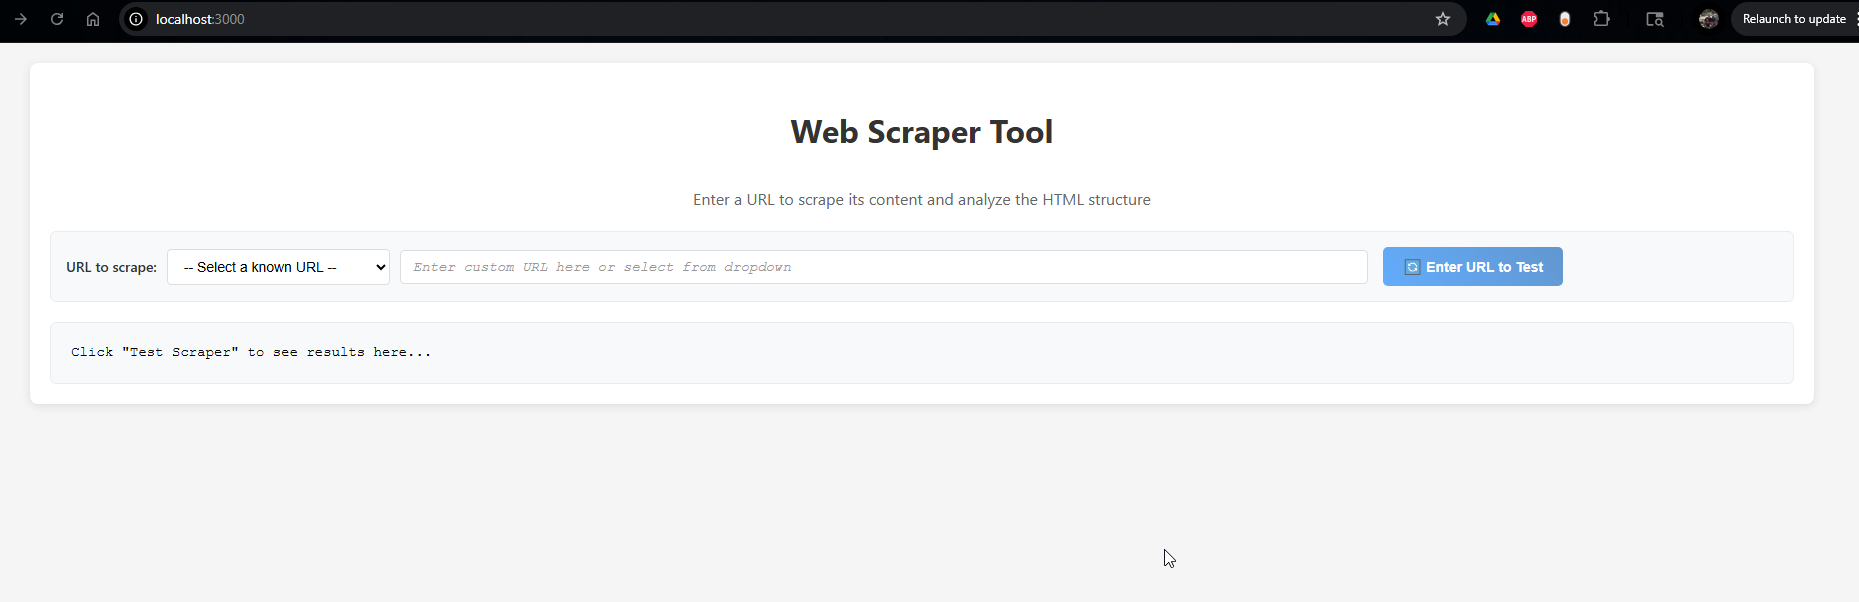 localhost:3000
ABP
Relaunch to update
Web Scraper Tool
Enter a URL to scrape its content and analyze the HTML structure
URL to scrape:
-- Select a known URL --
Enter custom URL here or select from dropdown
Enter URL to Test
Click "Test Scraper" to see results here...